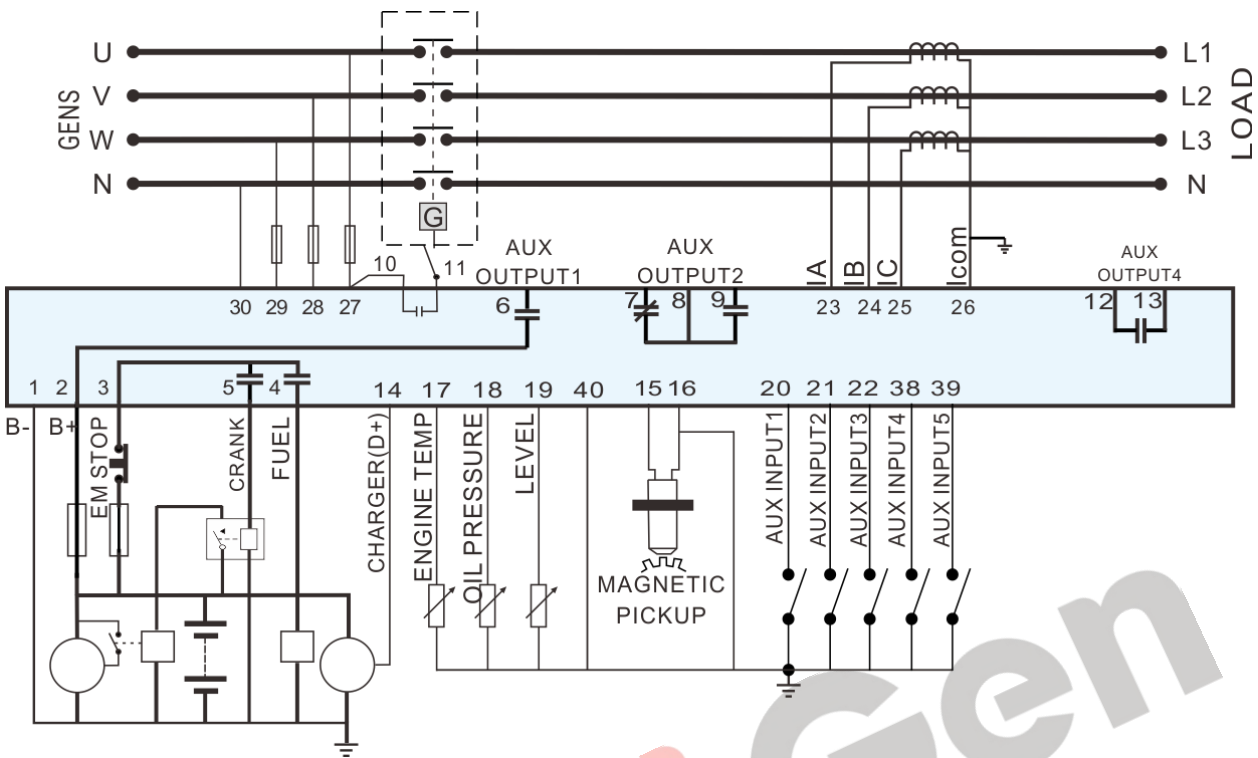 U
L1
V
L2
GENS
W
L3
LOAD
N
N
G
10
11
AUX
OUTPUT1
AUX
OUTPUT2
IA
IB
IC
Icom
AUX
OUTPUT4
30 29 28 27
6
7 8 9
23 24 25 26
12 13
1 2 3 5 4 14 17 18 19 40 15 16 20 21 22 38 39
B-
B+
EM STOP
CRANK
FUEL
CHARGER(D+)
ENGINE TEMP
OIL PRESSURE
LEVEL
MAGNETIC
PICKUP
AUX INPUT1
AUX INPUT2
AUX INPUT3
AUX INPUT4
AUX INPUT5
Gen